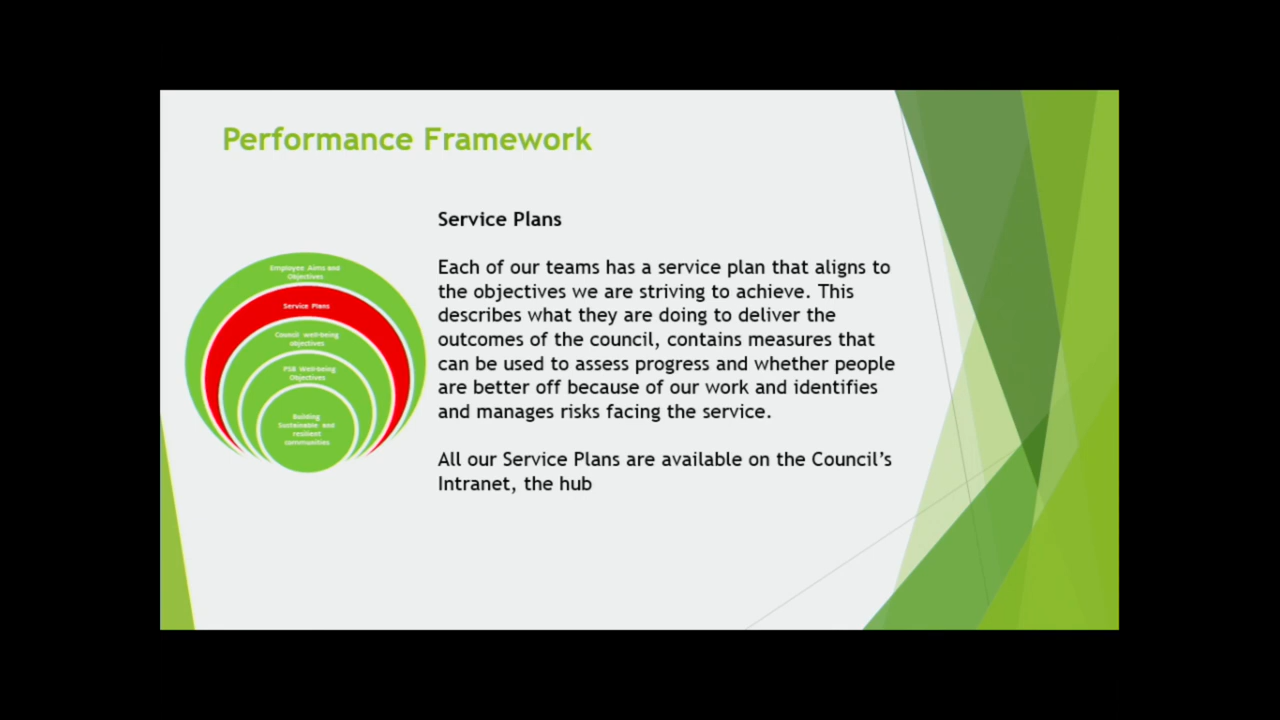 Performance Framework
Service Plans
Each of our teams has a service plan that aligns to
the objectives we are striving to achieve. This
describes what they are doing to deliver the
outcomes of the council, contains measures that
can be used to assess progress and whether people
are better off because of our work and identifies
and manages risks facing the service.
All our Service Plans are available on the Council’s
Intranet, the hub
Employee Aims and
Objectives
Service Plans
Council well-being
objectives
PSB Well-being
Objectives
Building
Sustainable and
resilient
communities